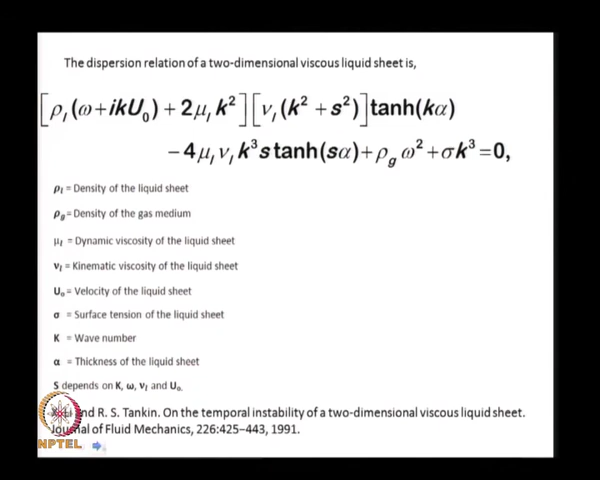 The dispersion relation of a two-dimensional viscous liquid sheet is,
[ρₗ(ω+ikU₀)+2μₗk²][νₗ(k²+s²)]tanh(kα)
−4μₗνₗk³s tanh(sα)+ρ_gω²+σk³=0,
ρₗ = Density of the liquid sheet
ρ_g = Density of the gas medium
μₗ = Dynamic viscosity of the liquid sheet
νₗ = Kinematic viscosity of the liquid sheet
Uₒ = Velocity of the liquid sheet
σ = Surface tension of the liquid sheet
K = Wave number
α = Thickness of the liquid sheet
S depends on K, ω, νₗ and Uₒ.
and R. S. Tankin. On the temporal instability of a two-dimensional viscous liquid sheet.
Journal of Fluid Mechanics, 226:425–443, 1991.
NPTEL